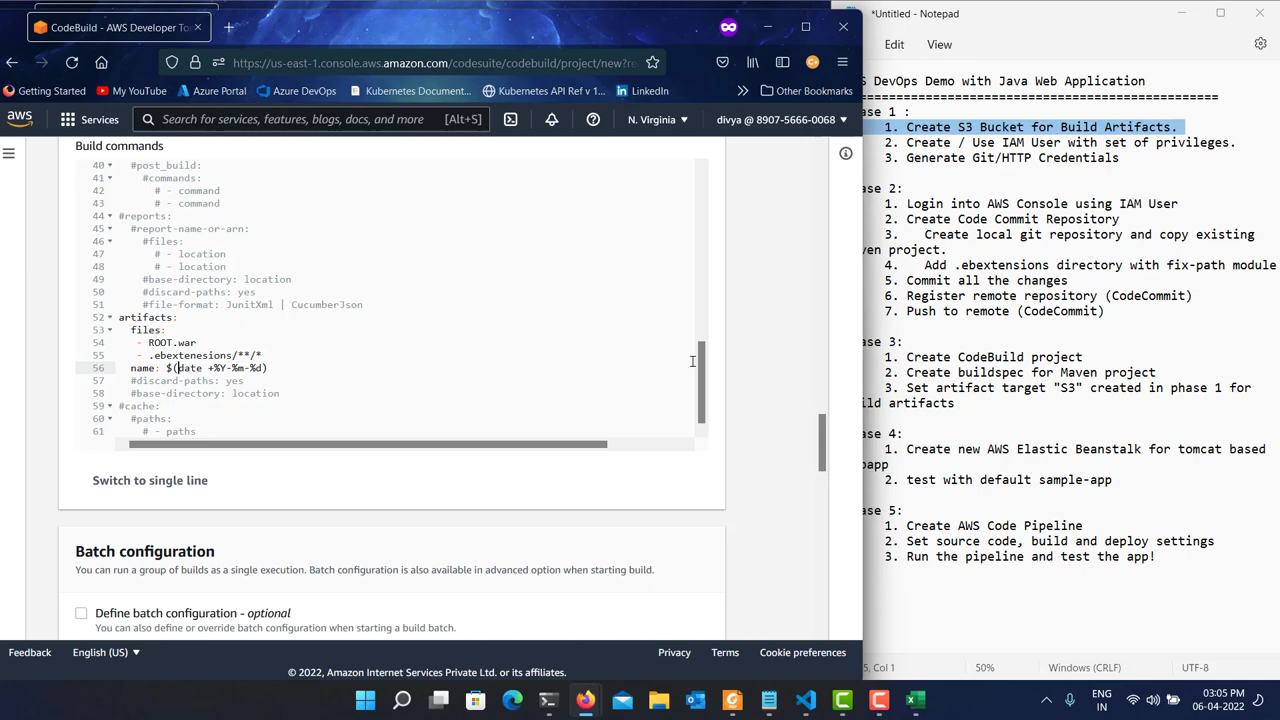 CodeBuild - AWS Developer To
https://us-east-1.console.aws.amazon.com/codesuite/codebuild/project/new?re
Getting Started
My YouTube
Azure Portal
Azure DevOps
Kubernetes Document...
Kubernetes API Ref v 1....
LinkedIn
Other Bookmarks
aws
Services
Search for services, features, blogs, docs, and more
[Alt+S]
N. Virginia
divya @ 8907-5666-0068
Build commands
40 #post_build:
41 #commands:
42 # - command
43 # - command
44 #reports:
45 #report-name-or-arn:
46 #files:
47 # - location
48 # - location
49 #base-directory: location
50 #discard-paths: yes
51 #file-format: JunitXml | CucumberJson
52 artifacts:
53 files:
54 - ROOT.war
55 - .ebextenesions/**/*
56 name: $(date +%Y-%m-%d)
57 #discard-paths: yes
58 #base-directory: location
59 #cache:
60 #paths:
61 # - paths
Switch to single line
Batch configuration
You can run a group of builds as a single execution. Batch configuration is also available in advanced option when starting build.
Define batch configuration - optional
You can also define or override batch configuration when starting a build batch.
Feedback
English (US)
Privacy
Terms
Cookie preferences
© 2022, Amazon Internet Services Private Ltd. or its affiliates.
*Untitled - Notepad
Edit
View
S DevOps Demo with Java Web Application
==============================================
ase 1 :
1. Create S3 Bucket for Build Artifacts.
2. Create / Use IAM User with set of privileges.
3. Generate Git/HTTP Credentials
ase 2:
1. Login into AWS Console using IAM User
2. Create Code Commit Repository
3. Create local git repository and copy existing
ven project.
4. Add .ebextensions directory with fix-path module
5. Commit all the changes
6. Register remote repository (CodeCommit)
7. Push to remote (CodeCommit)
ase 3:
1. Create CodeBuild project
2. Create buildspec for Maven project
3. Set artifact target "S3" created in phase 1 for
ild artifacts
ase 4:
1. Create new AWS Elastic Beanstalk for tomcat based
bapp
2. test with default sample-app
ase 5:
1. Create AWS Code Pipeline
2. Set source code, build and deploy settings
3. Run the pipeline and test the app!
5, Col 1
50%
Windows (CRLF)
UTF-8
ENG
IN
03:05 PM
06-04-2022